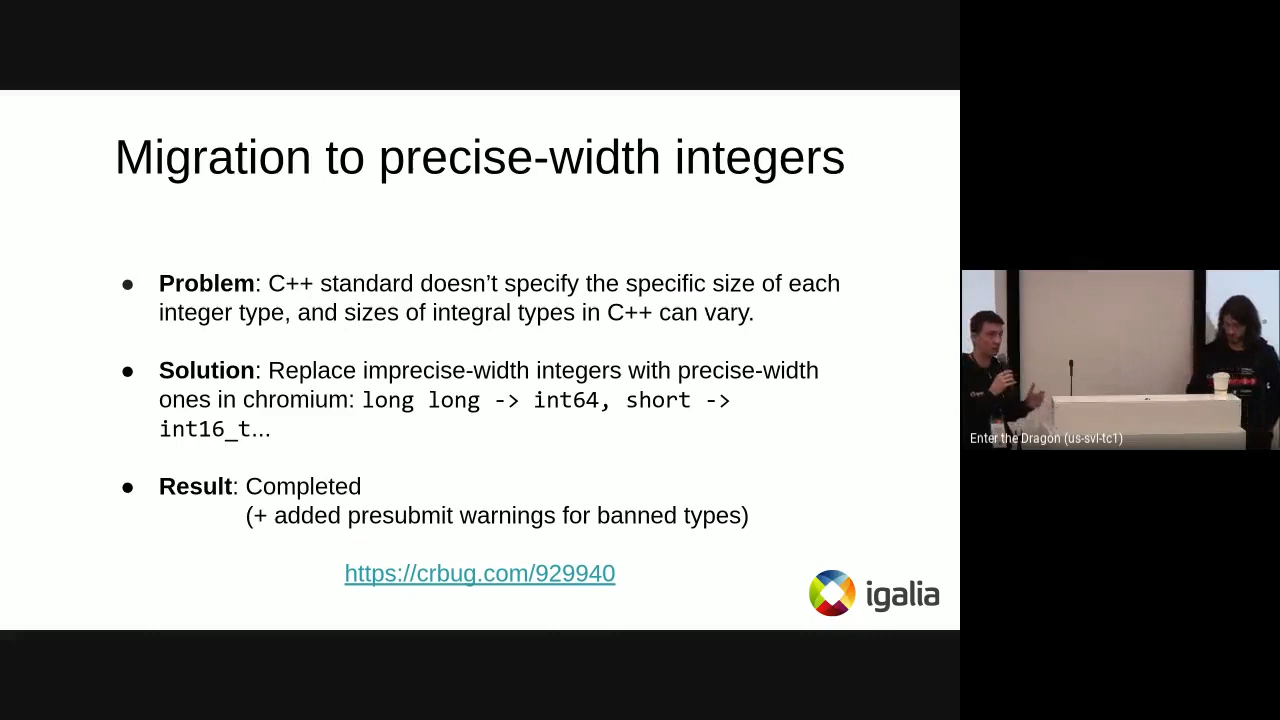 Migration to precise-width integers
● Problem: C++ standard doesn’t specify the specific size of each
integer type, and sizes of integral types in C++ can vary.
● Solution: Replace imprecise-width integers with precise-width
ones in chromium: long long -> int64, short ->
int16_t...
● Result: Completed
(+ added presubmit warnings for banned types)
https://crbug.com/929940
igalia
Enter the Dragon (us-svl-tc1)